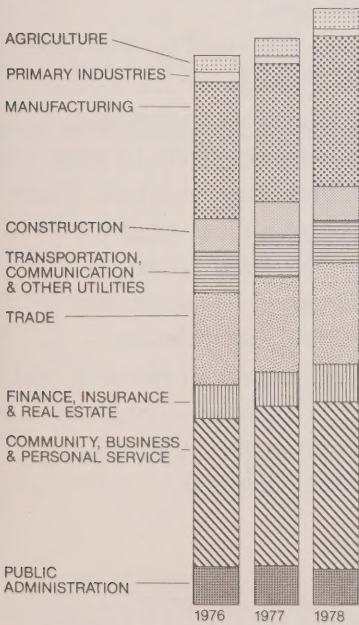 AGRICULTURE
PRIMARY INDUSTRIES
MANUFACTURING
CONSTRUCTION
TRANSPORTATION,
COMMUNICATION
& OTHER UTILITIES
TRADE
FINANCE, INSURANCE
& REAL ESTATE
COMMUNITY, BUSINESS
& PERSONAL SERVICE
PUBLIC
ADMINISTRATION
1976 1977 1978